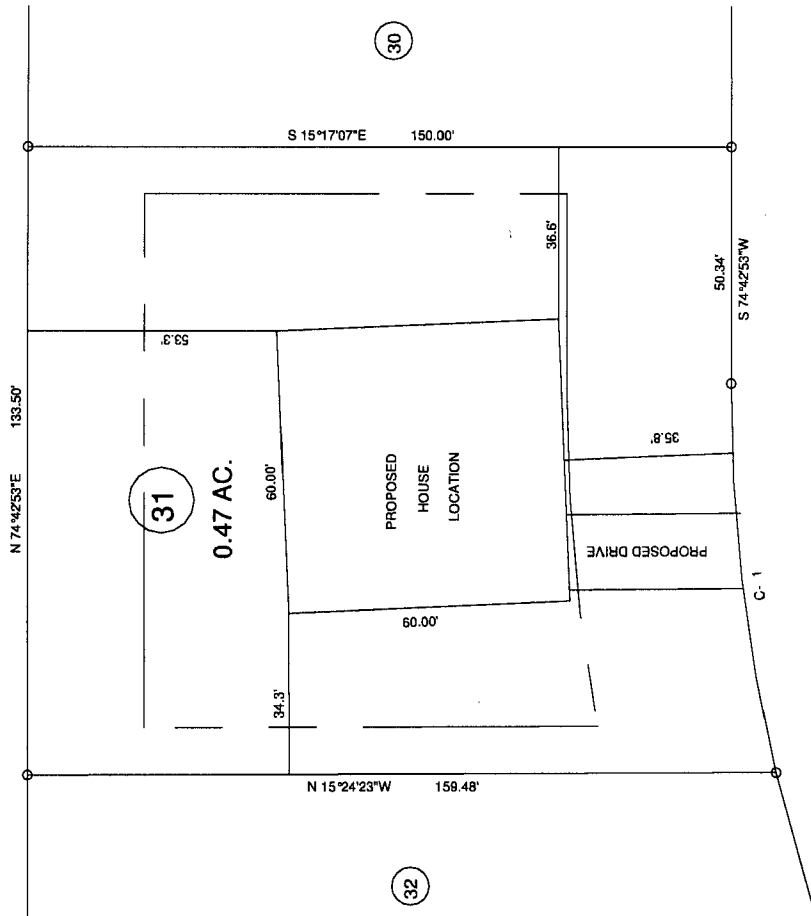 30
S 15°17'07"E 150.00'
36.6'
50.34'
S 74°42'53"W
53.3'
N 74°42'53"E 133.50'
31
0.47 AC.
60.00'
PROPOSED
HOUSE
LOCATION
35.8'
PROPOSED DRIVE
C- 1
60.00'
34.3'
N 15°24'23"W 159.48'
32